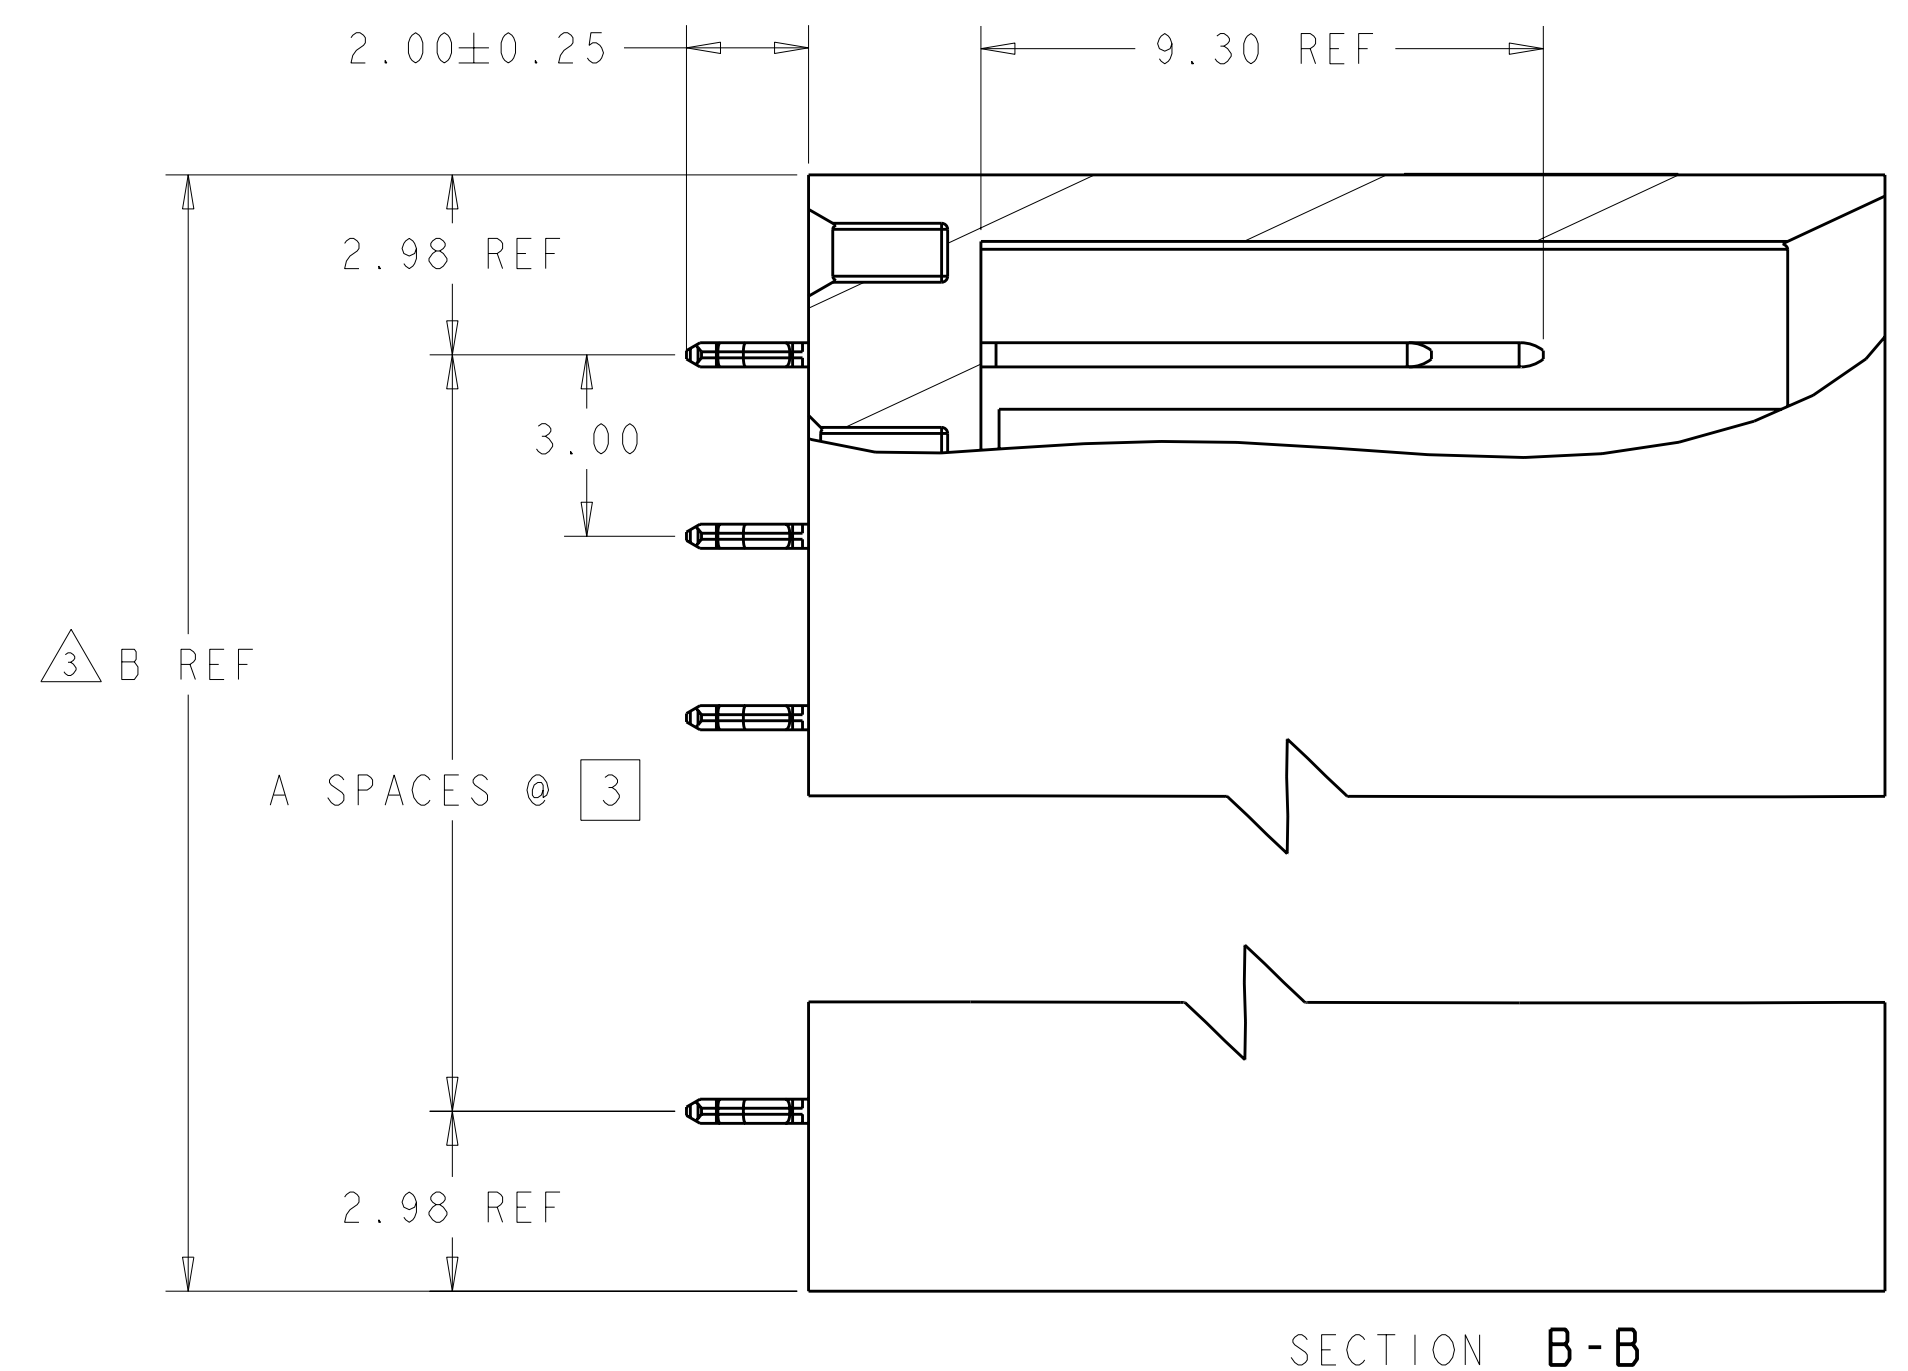 2.00±0.25
9.30 REF
2.98 REF
3.00
3 B REF
A SPACES @ 3
2.98 REF
SECTION B-B